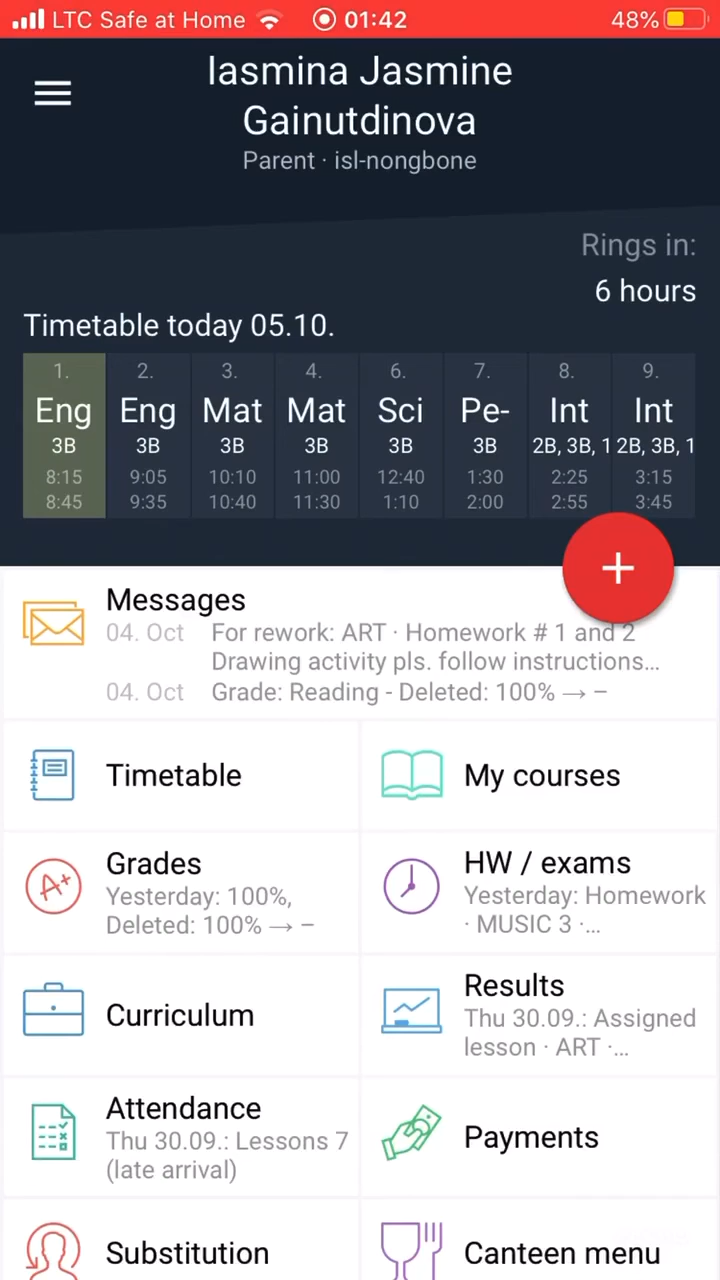 LTC Safe at Home 01:42 48%
Iasmina Jasmine
Gainutdinova
Parent · isl-nongbone
Rings in:
6 hours
Timetable today 05.10.
1. 2. 3. 4. 6. 7. 8. 9.
Eng Eng Mat Mat Sci Pe- Int Int
3B 3B 3B 3B 3B 3B 2B, 3B, 1 2B, 3B, 1
8:15 9:05 10:10 11:00 12:40 1:30 2:25 3:15
8:45 9:35 10:40 11:30 1:10 2:00 2:55 3:45
+
Messages
04. Oct For rework: ART · Homework # 1 and 2
Drawing activity pls. follow instructions...
04. Oct Grade: Reading - Deleted: 100% → –
Timetable
My courses
Grades
Yesterday: 100%,
Deleted: 100% → –
HW / exams
Yesterday: Homework
· MUSIC 3 ·...
Curriculum
Results
Thu 30.09.: Assigned
lesson · ART ·...
Attendance
Thu 30.09.: Lessons 7
(late arrival)
Payments
Substitution
Canteen menu